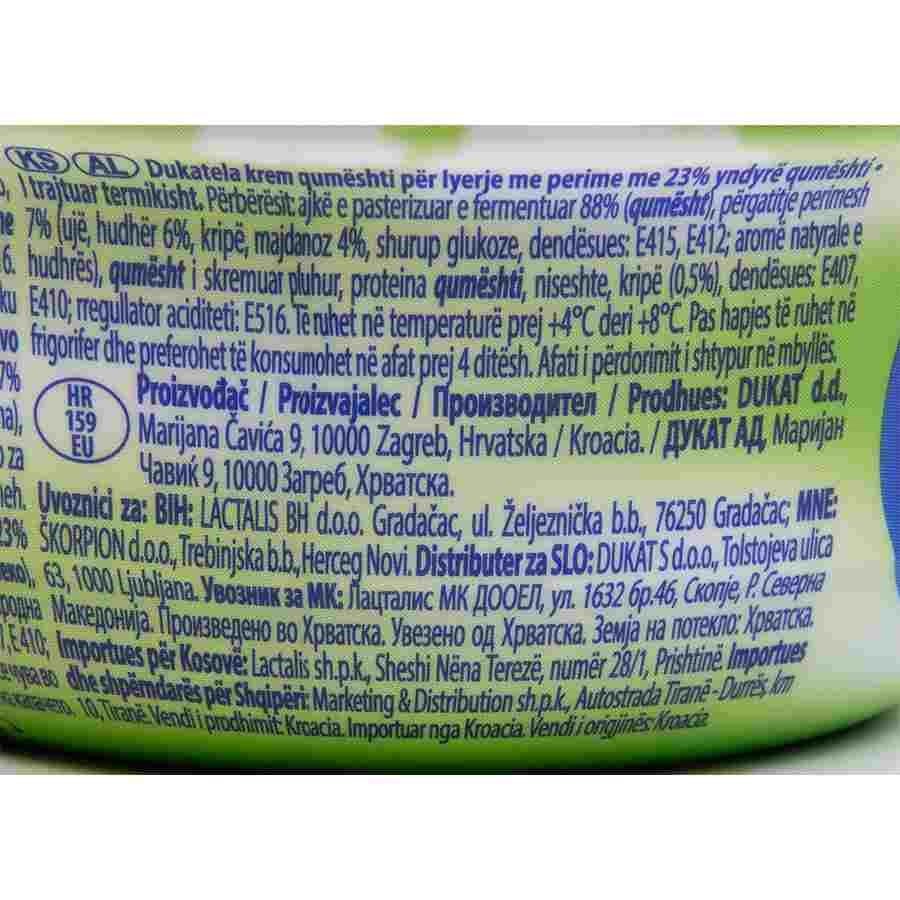 KS AL Dukatela krem qumështi për lyerje me perime me 23% yndyrë qumështi •
I trajtuar termikisht. Përbërësit: ajkë e pasterizuar e fermentuar 88% (qumësht), përgatitje perimesh
7% (ujë, hudhër 6%, kripë, majdanoz 4%, shurup glukoze, dendësues: E415, E412; aromë natyrale e
hudhrës), qumësht i skremuar pluhur, proteina qumështi, niseshte, kripë (0,5%), dendësues: E407,
E410; rregullator aciditeti: E516. Të ruhet në temperaturë prej +4°C deri +8°C. Pas hapjes të ruhet në
frigorifer dhe preferohet të konsumohet në afat prej 4 ditësh. Afati i përdorimit i shtypur në mbyllës.
HR
159
EU
Proizvođač / Proizvajalec / Производител / Prodhues: DUKAT d.d.,
Marijana Čavića 9, 10000 Zagreb, Hrvatska / Kroacia. / ДУКАТ АД, Маријан
Чавиќ 9, 10000 Загреб, Хрватска.
Uvoznici za: BIH: LACTALIS BH d.o.o. Gradačac, ul. Željeznička b.b., 76250 Gradačac; MNE:
ŠKORPION d.o.o., Trebinjska b.b., Herceg Novi. Distributer za SLO: DUKAT S d.o.o., Tolstojeva ulica
63, 1000 Ljubljana. Увозник за МК: Лацталис МК ДООЕЛ, ул. 1632 бр.46, Скопје, Р. Северна
Македонија. Произведено во Хрватска. Увезено од Хрватска. Земја на потекло: Хрватска.
Importues për Kosovë: Lactalis sh.p.k., Sheshi Nëna Terezë, numër 28/1, Prishtinë. Importues
dhe shpërndarës për Shqipëri: Marketing & Distribution sh.p.k., Autostrada Tiranë - Durrës, km
10, Tiranë. Vendi i prodhimit: Kroacia. Importuar nga Kroacia. Vendi i origjinës: Kroacia.